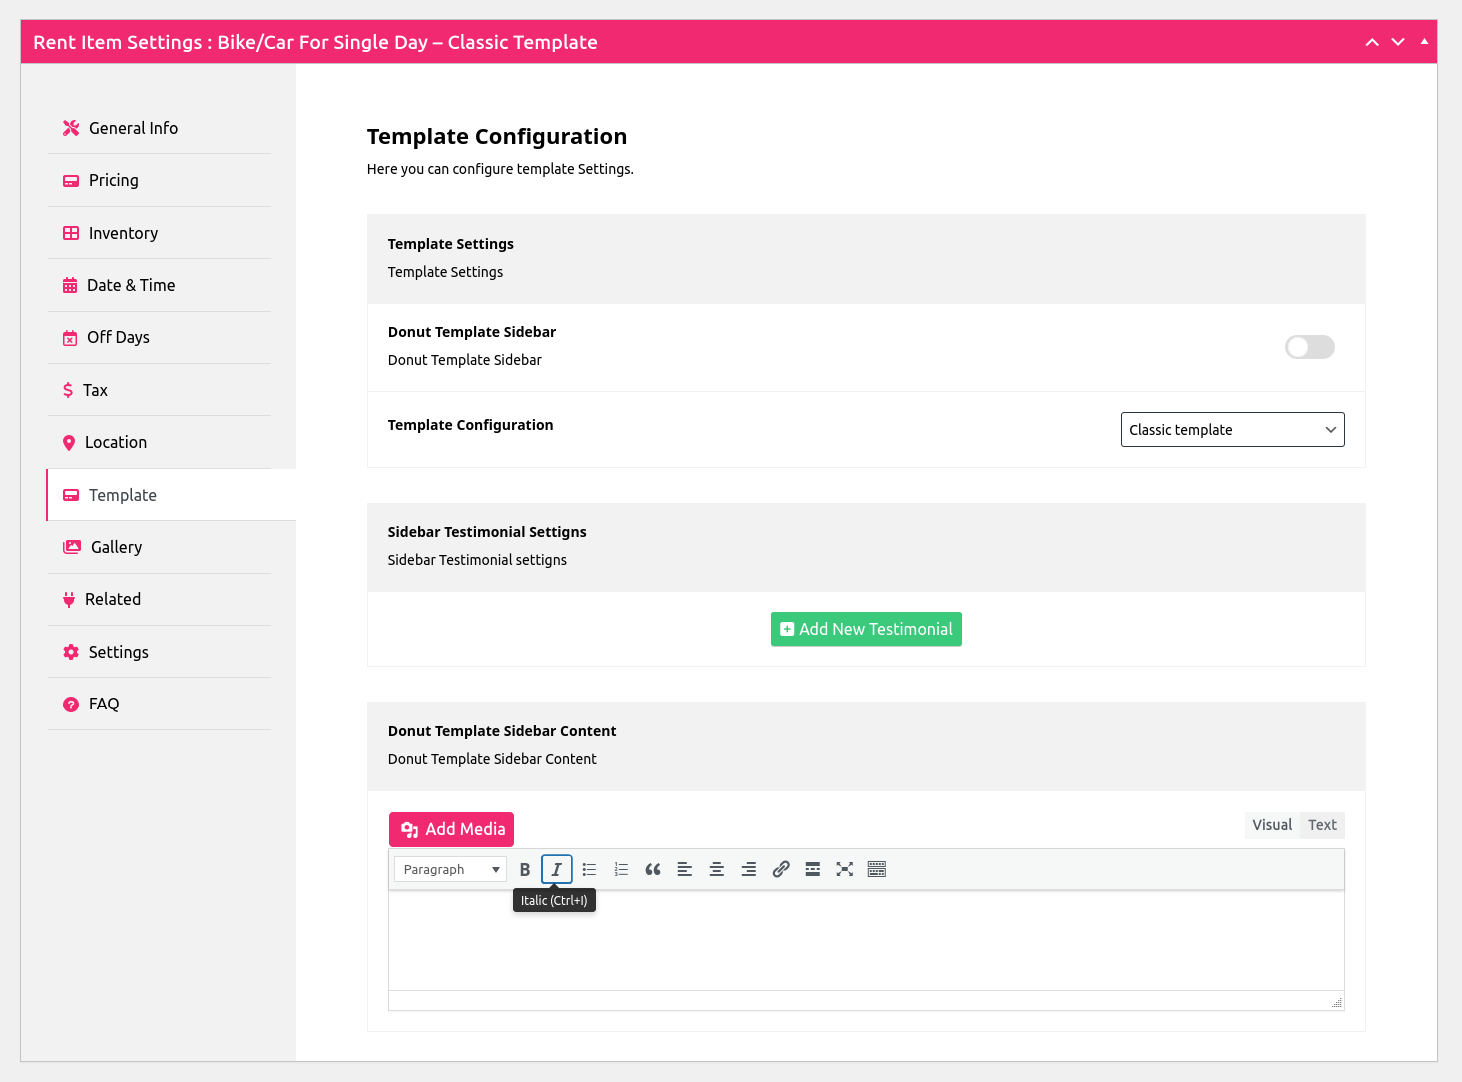 Rent Item Settings : Bike/Car For Single Day – Classic Template
General Info
Pricing
Inventory
Date & Time
Off Days
Tax
Location
Template
Gallery
Related
Settings
FAQ
Template Configuration
Here you can configure template Settings.
Template Settings
Template Settings
Donut Template Sidebar
Donut Template Sidebar
Template Configuration
Classic template
Sidebar Testimonial Settigns
Sidebar Testimonial settigns
Add New Testimonial
Donut Template Sidebar Content
Donut Template Sidebar Content
Add Media
Visual Text
Paragraph B I
Italic (Ctrl+I)